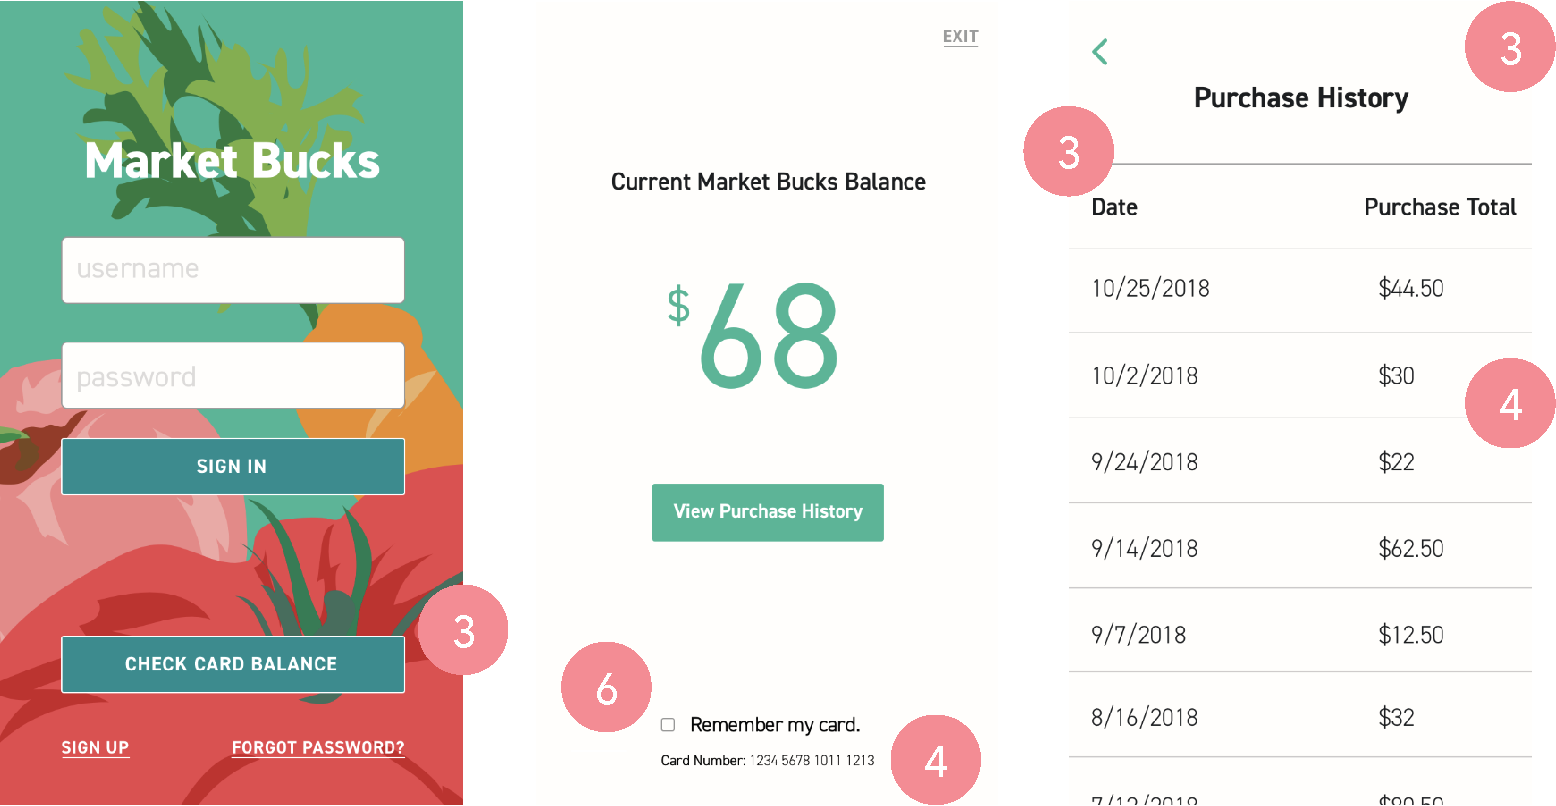 Market Bucks
username
password
SIGN IN
3
CHECK CARD BALANCE
SIGN UP
FORGOT PASSWORD?
EXIT
Current Market Bucks Balance
$68
View Purchase History
6
Remember my card.
Card Number: 1234 5678 1011 1213
4
3
Purchase History
3
Date Purchase Total
10/25/2018 $44.50
10/2/2018 $30
4
9/24/2018 $22
9/14/2018 $62.50
9/7/2018 $12.50
8/16/2018 $32